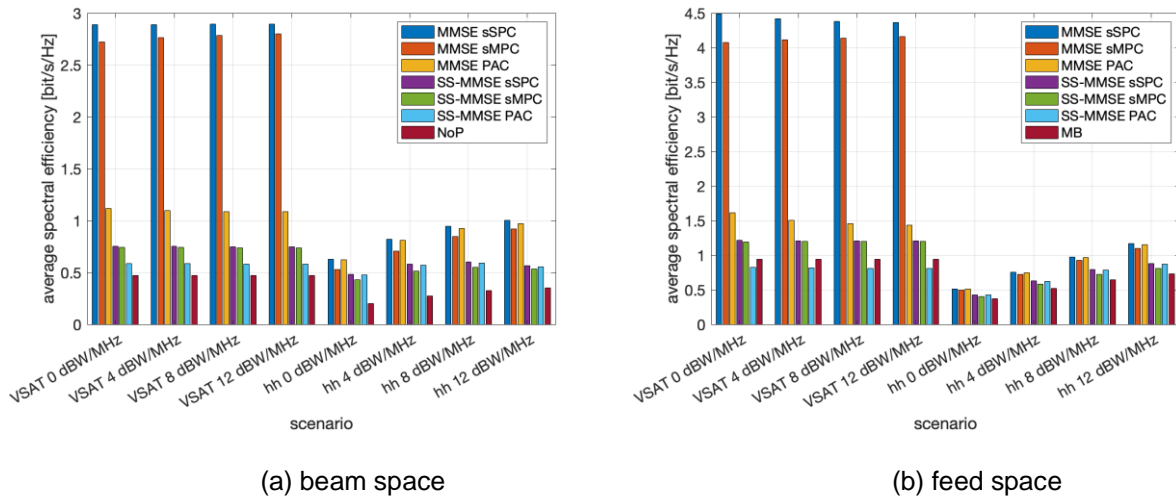 average spectral efficiency [bit/s/Hz]
3
2.5
2
1.5
1
0.5
0
MMSE sSPC
MMSE sMPC
MMSE PAC
SS-MMSE sSPC
SS-MMSE sMPC
SS-MMSE PAC
NoP
VSAT 0 dBW/MHz
VSAT 4 dBW/MHz
VSAT 8 dBW/MHz
VSAT 12 dBW/MHz
hh 0 dBW/MHz
hh 4 dBW/MHz
hh 8 dBW/MHz
hh 12 dBW/MHz
scenario
(a) beam space
average spectral efficiency [bit/s/Hz]
4.5
4
3.5
3
2.5
2
1.5
1
0.5
0
MMSE sSPC
MMSE sMPC
MMSE PAC
SS-MMSE sSPC
SS-MMSE sMPC
SS-MMSE PAC
MB
VSAT 0 dBW/MHz
VSAT 4 dBW/MHz
VSAT 8 dBW/MHz
VSAT 12 dBW/MHz
hh 0 dBW/MHz
hh 4 dBW/MHz
hh 8 dBW/MHz
hh 12 dBW/MHz
scenario
(b) feed space